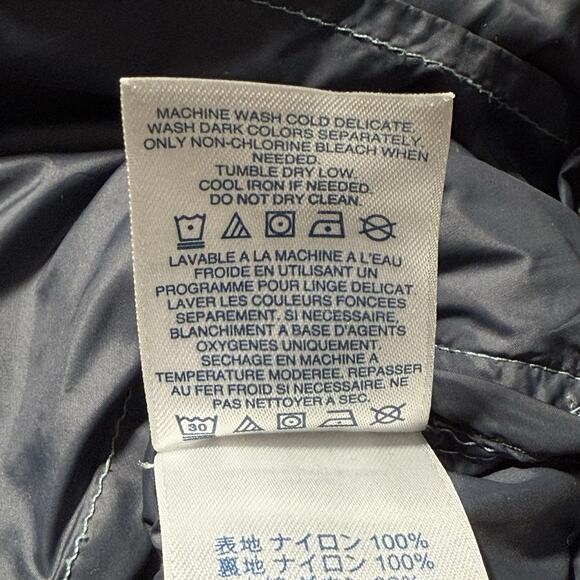 MACHINE WASH COLD DELICATE.
WASH DARK COLORS SEPARATELY.
ONLY NON-CHLORINE BLEACH WHEN
NEEDED.
TUMBLE DRY LOW.
COOL IRON IF NEEDED.
DO NOT DRY CLEAN.
LAVABLE A LA MACHINE A L'EAU
FROIDE EN UTILISANT UN
PROGRAMME POUR LINGE DELICAT
LAVER LES COULEURS FONCEES
SEPAREMENT. SI NECESSAIRE,
BLANCHIMENT A BASE D'AGENTS
OXYGENES UNIQUEMENT.
SECHAGE EN MACHINE A
TEMPERATURE MODEREE, REPASSER
AU FER FROID SI NECESSAIRE. NE
PAS NETTOYER A SEC.
30
表地 ナイロン 100%
裏地 ナイロン 100%